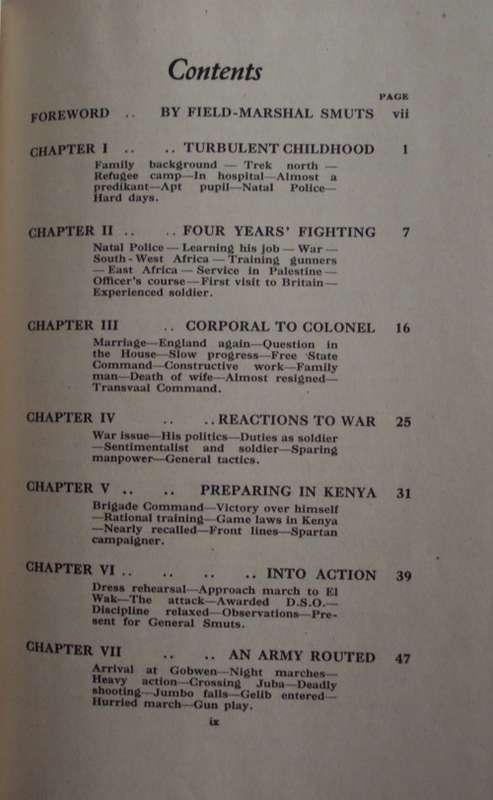 Contents
PAGE
FOREWORD .. BY FIELD-MARSHAL SMUTS vii
CHAPTER I .. .. TURBULENT CHILDHOOD 1
Family background — Trek north —
Refugee camp—In hospital—Almost a
predikant—Apt pupil—Natal Police—
Hard days.
CHAPTER II .. .. FOUR YEARS' FIGHTING 7
Natal Police — Learning his job — War —
South-West Africa — Training gunners
— East Africa — Service in Palestine —
Officer's course—First visit to Britain—
Experienced soldier.
CHAPTER III .. CORPORAL TO COLONEL 16
Marriage—England again—Question in
the House—Slow progress—Free State
Command—Constructive work—Family
man—Death of wife—Almost resigned—
Transvaal Command.
CHAPTER IV .. .. REACTIONS TO WAR 25
War issue—His politics—Duties as soldier
—Sentimentalist and soldier—Sparing
manpower—General tactics.
CHAPTER V .. .. PREPARING IN KENYA 31
Brigade Command—Victory over himself
—Rational training—Game laws in Kenya
—Nearly recalled—Front lines—Spartan
campaigner.
CHAPTER VI .. .. .. .. INTO ACTION 39
Dress rehearsal—Approach march to El
Wak—The attack—Awarded D.S.O.—
Discipline relaxed—Observations—Pre-
sent for General Smuts.
CHAPTER VII .. .. AN ARMY ROUTED 47
Arrival at Gobwen—Night marches—
Heavy action—Crossing Juba—Deadly
shooting—Jumbo falls—Gelib entered—
Hurried march—Gun play.
ix